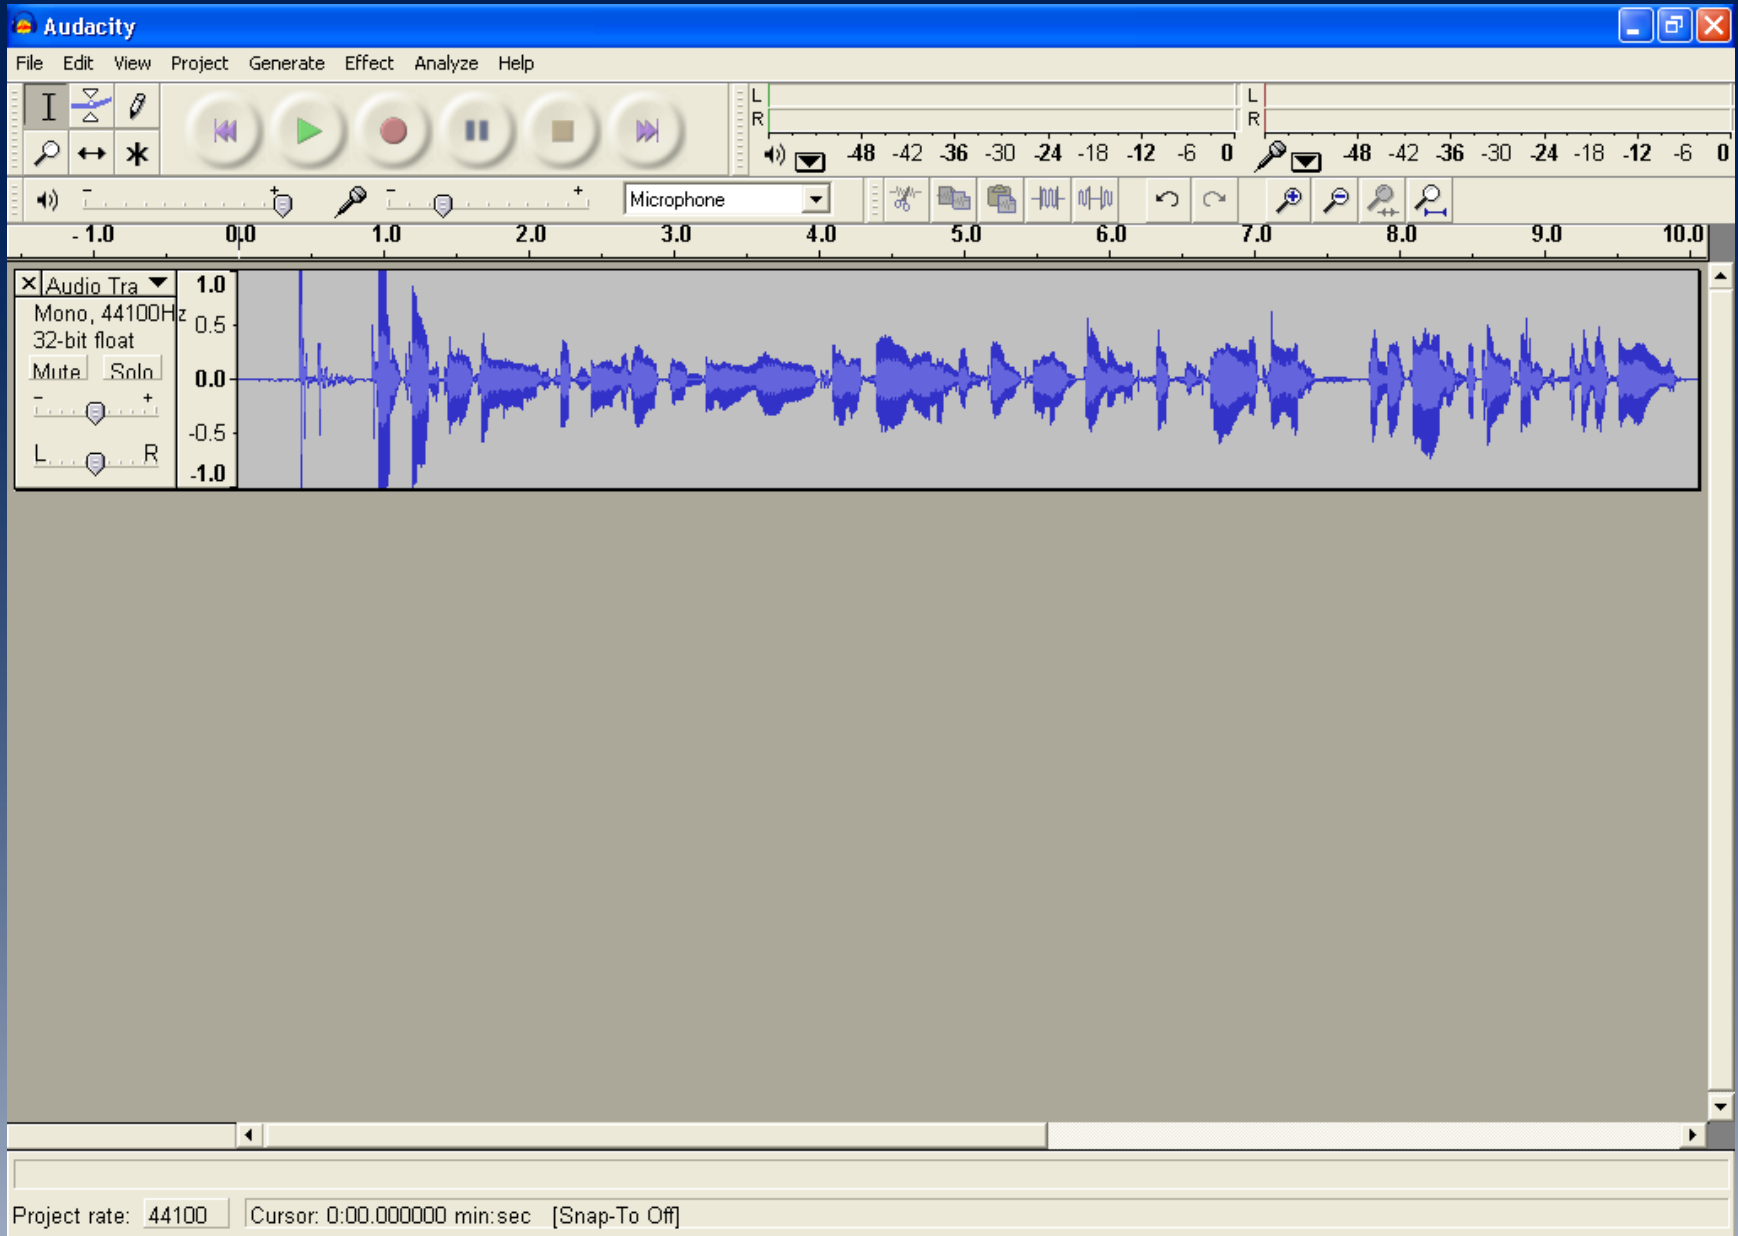 Audacity
File Edit View Project Generate Effect Analyze Help
L
R
-48 -42 -36 -30 -24 -18 -12 -6 0
L
R
-48 -42 -36 -30 -24 -18 -12 -6 0
- + - + Microphone
- 1.0 0.0 1.0 2.0 3.0 4.0 5.0 6.0 7.0 8.0 9.0 10.0
Audio Tra
Mono, 44100Hz
32-bit float
Mute Solo
- +
L R
1.0
0.5
0.0
-0.5
-1.0
Project rate: 44100 Cursor: 0:00.000000 min:sec [Snap-To Off]